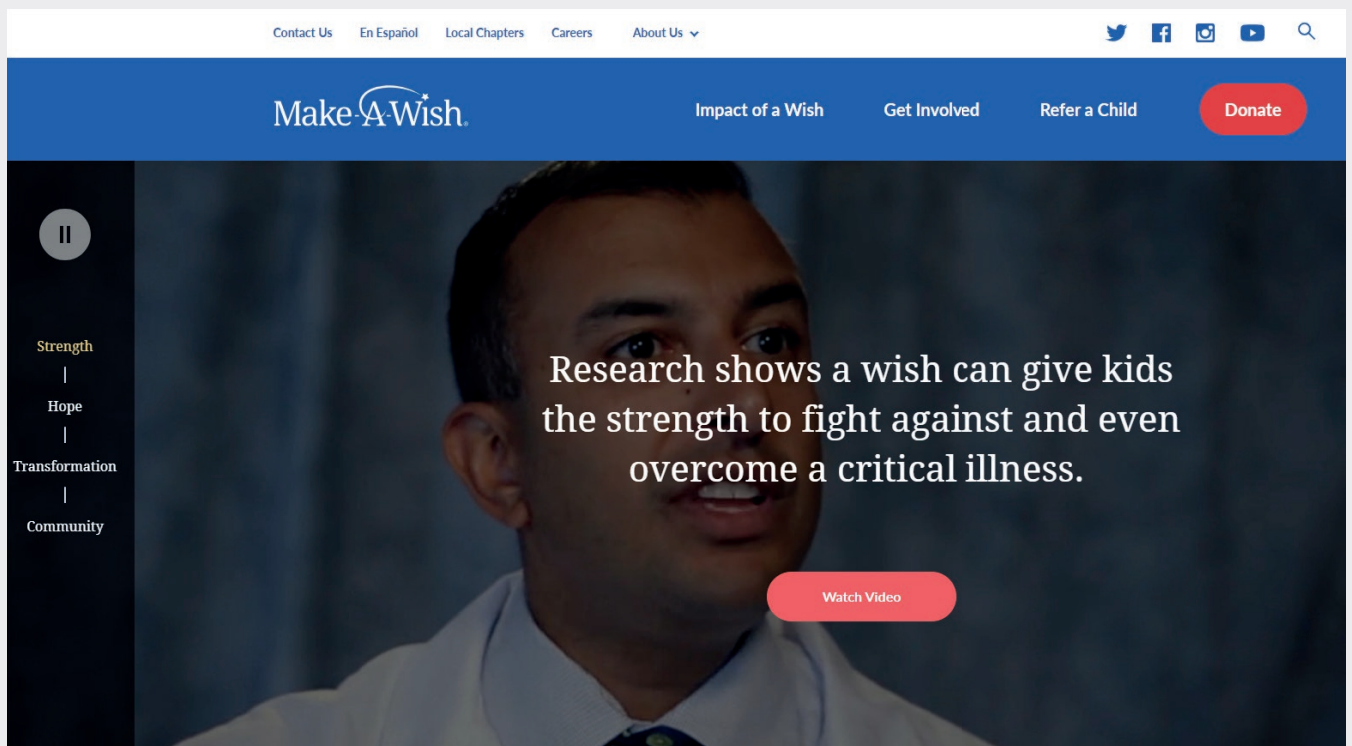 Contact Us En Español Local Chapters Careers About Us
Make-A-Wish®
Impact of a Wish Get Involved Refer a Child Donate
Strength
Hope
Transformation
Community
Research shows a wish can give kids
the strength to fight against and even
overcome a critical illness.
Watch Video